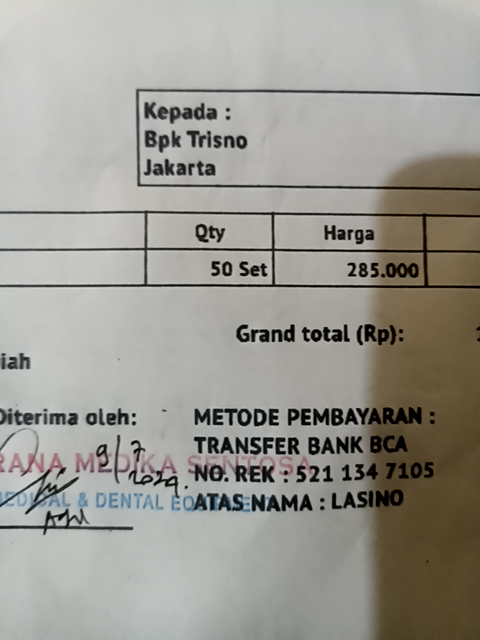 Kepada :
Bpk Trisno
Jakarta
Qty Harga
50 Set 285.000
Grand total (Rp):
iah
Diterima oleh:
METODE PEMBAYARAN :
TRANSFER BANK BCA
NO. REK : 521 134 7105
ATAS NAMA : LASINO
9/7
2024.
RANA MEDIKA SENTOSA
MEDICAL & DENTAL